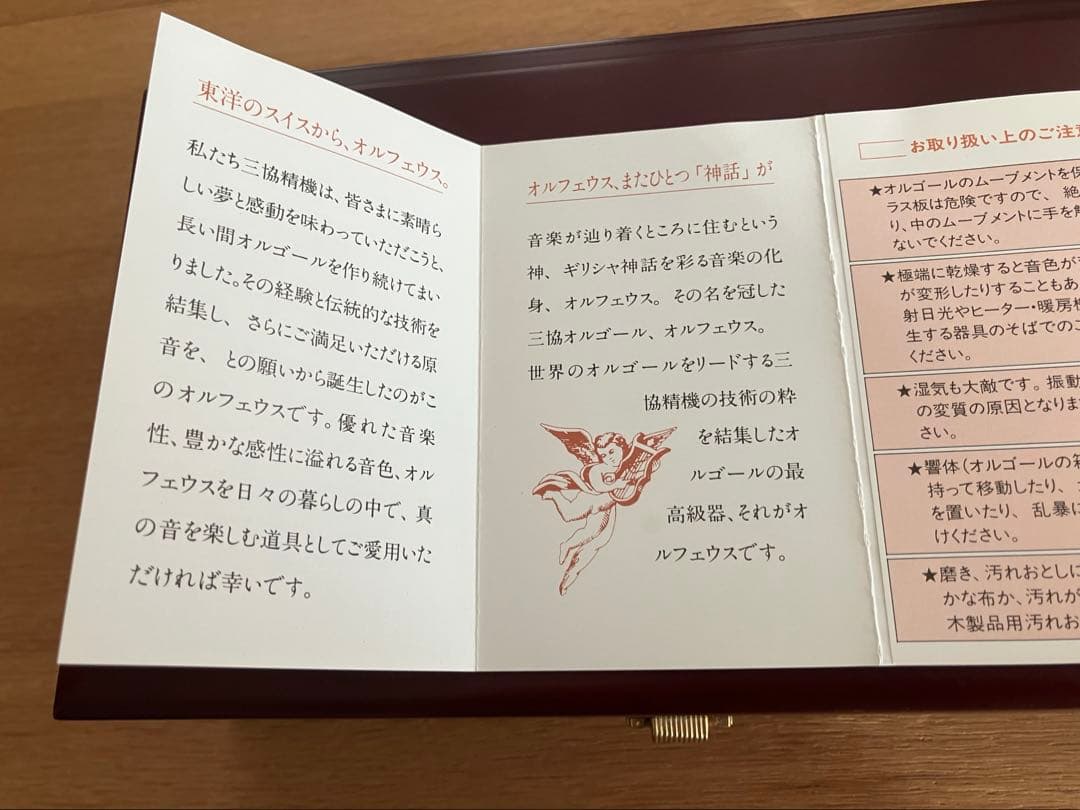 東洋のスイスから、オルフェウス。
私たち三協精機は、皆さまに素晴ら
しい夢と感動を味わっていただこうと、
長い間オルゴールを作り続けてまい
りました。その経験と伝統的な技術を
結集し、さらにご満足いただける原
音を、との願いから誕生したのがこ
のオルフェウスです。優れた音楽
性、豊かな感性に溢れる音色、オル
フェウスを日々の暮らしの中で、真
の音を楽しむ道具としてご愛用いた
だければ幸いです。
オルフェウス、またひとつ「神話」が
音楽が辿り着くところに住むという
神、ギリシャ神話を彩る音楽の化
身、オルフェウス。その名を冠した
三協オルゴール、オルフェウス。
世界のオルゴールをリードする三
協精機の技術の粋
を結集したオ
ルゴールの最
高級器、それがオ
ルフェウスです。
お取り扱い上のご注意
★オルゴールのムーブメントを保
ラス板は危険ですので、絶
り、中のムーブメントに手を触
ないでください。
★極端に乾燥すると音色が
が変形したりすることもあ
射日光やヒーター・暖房機
生する器具のそばでのご
ください。
★湿気も大敵です。振動
の変質の原因となりま
さい。
★響体(オルゴールの箱
持って移動したり、
を置いたり、乱暴に
けください。
★磨き、汚れおとしに
かな布か、汚れが
木製品用汚れお